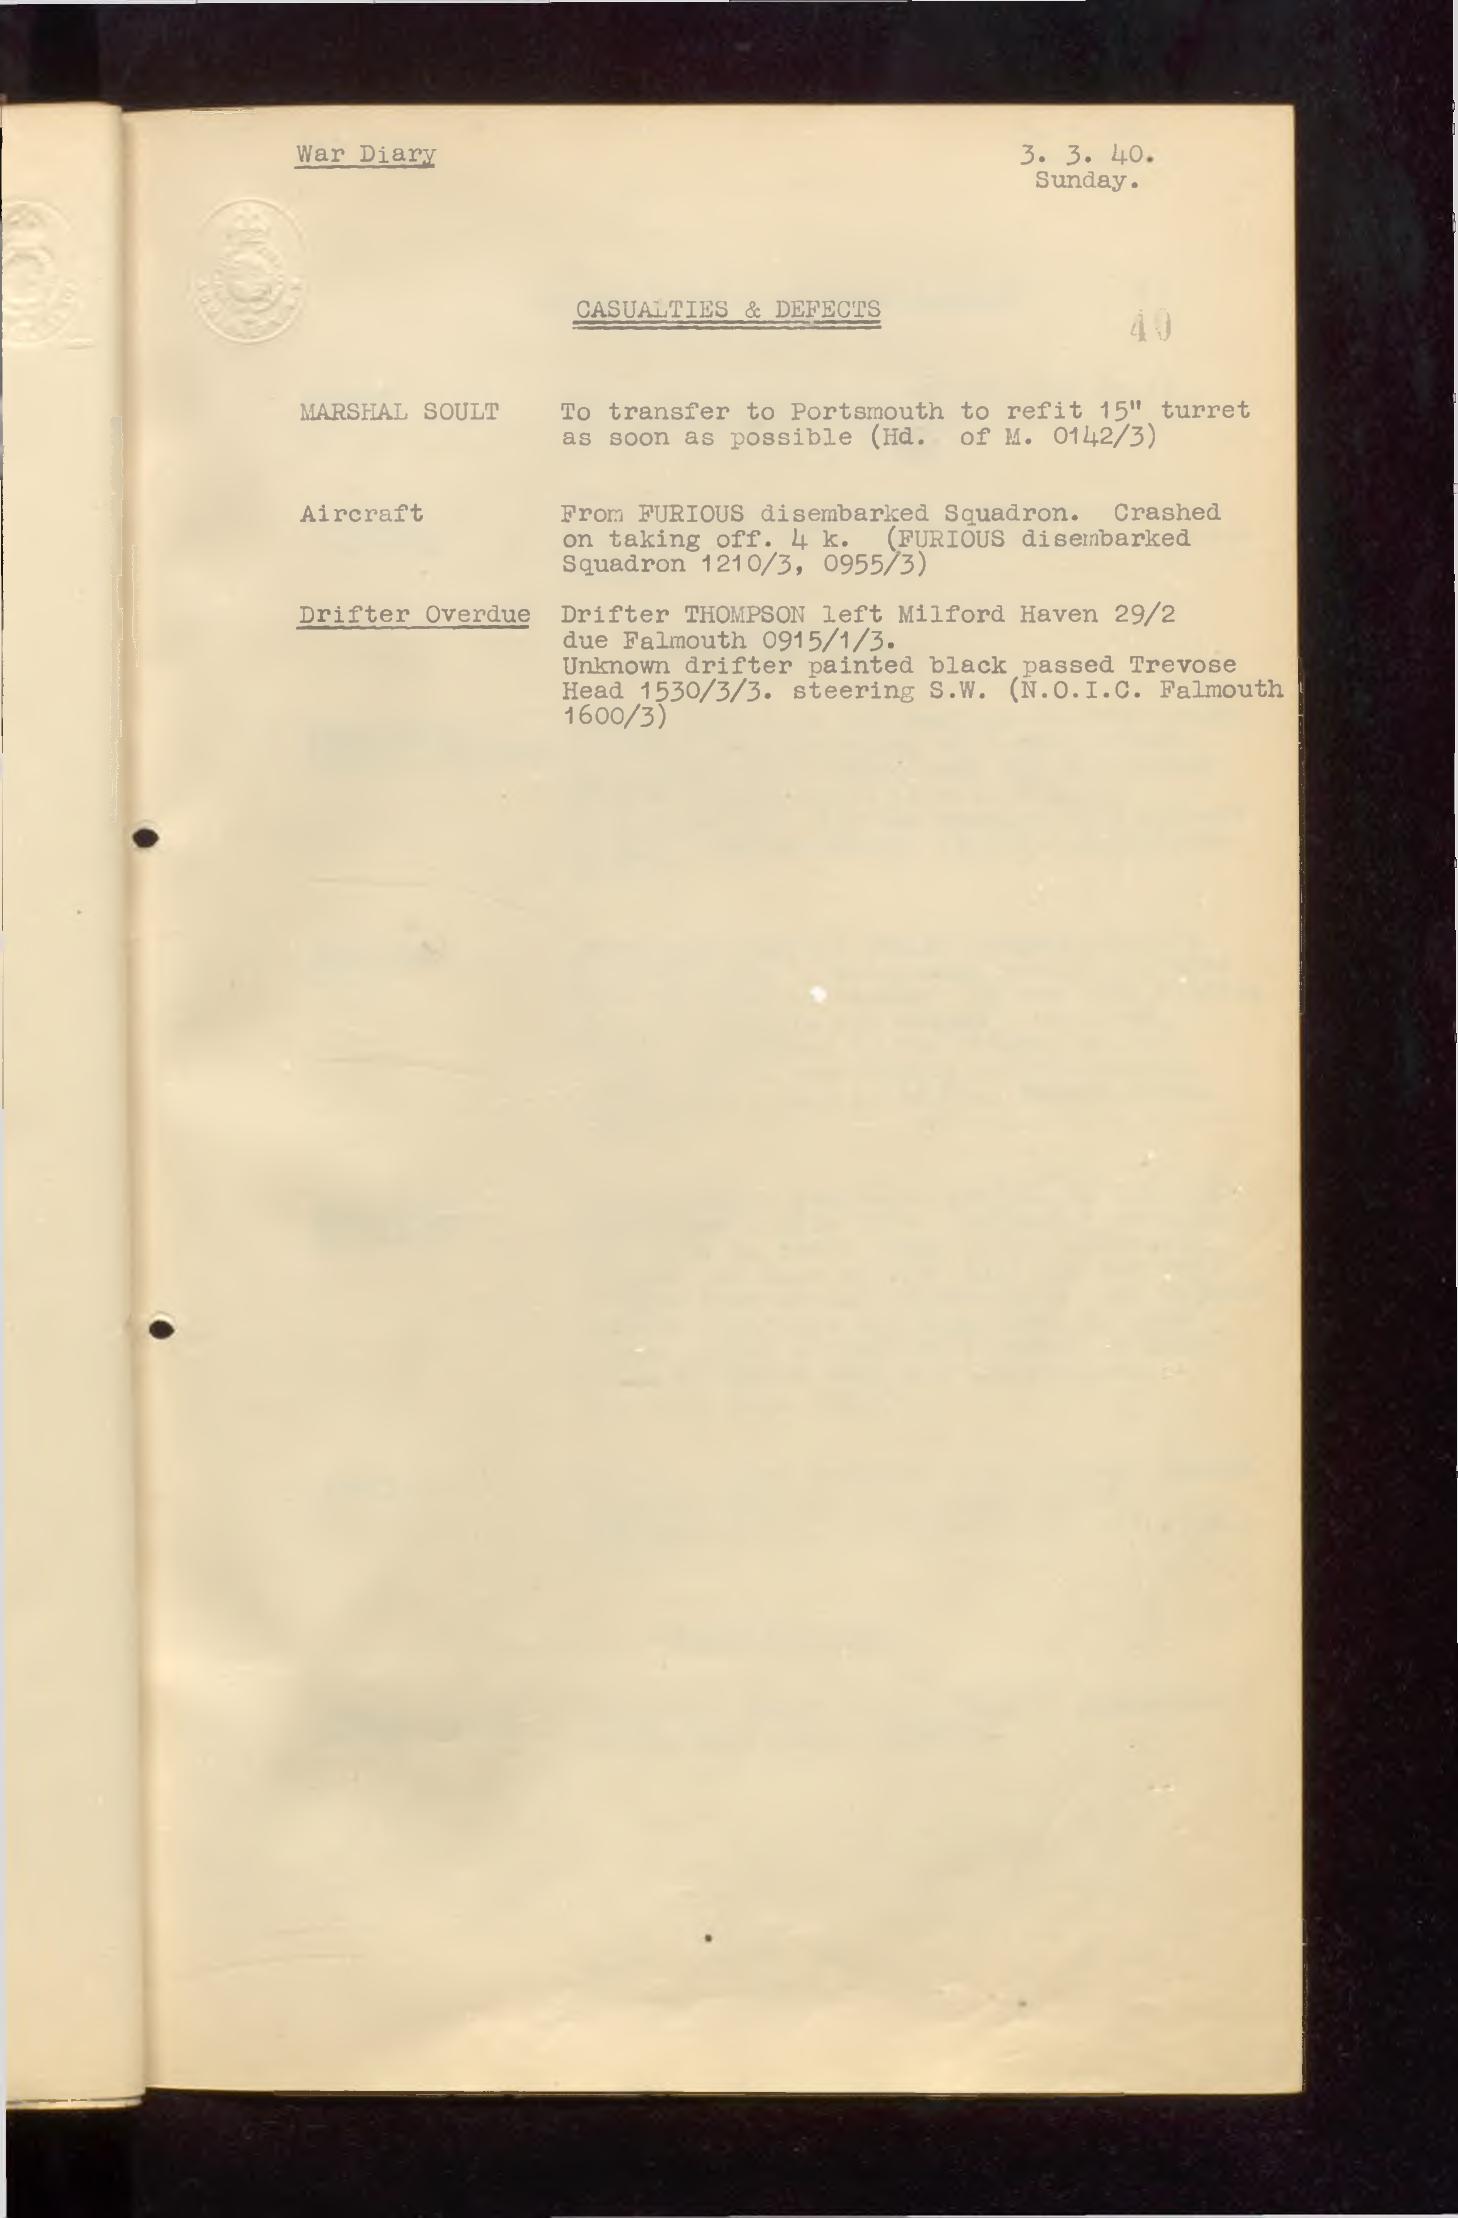 War Diary
3. 3. 40.
Sunday.
CASUALTIES & DEFECTS
40
MARSHAL SOULT To transfer to Portsmouth to refit 15" turret
as soon as possible (Hd. of M. 0142/3)
Aircraft From FURIOUS disembarked Squadron. Crashed
on taking off. 4 k. (FURIOUS disembarked
Squadron 1210/3, 0955/3)
Drifter Overdue Drifter THOMPSON left Milford Haven 29/2
due Falmouth 0915/1/3.
Unknown drifter painted black passed Trevose
Head 1530/3/3. steering S.W. (N.O.I.C. Falmouth
1600/3)